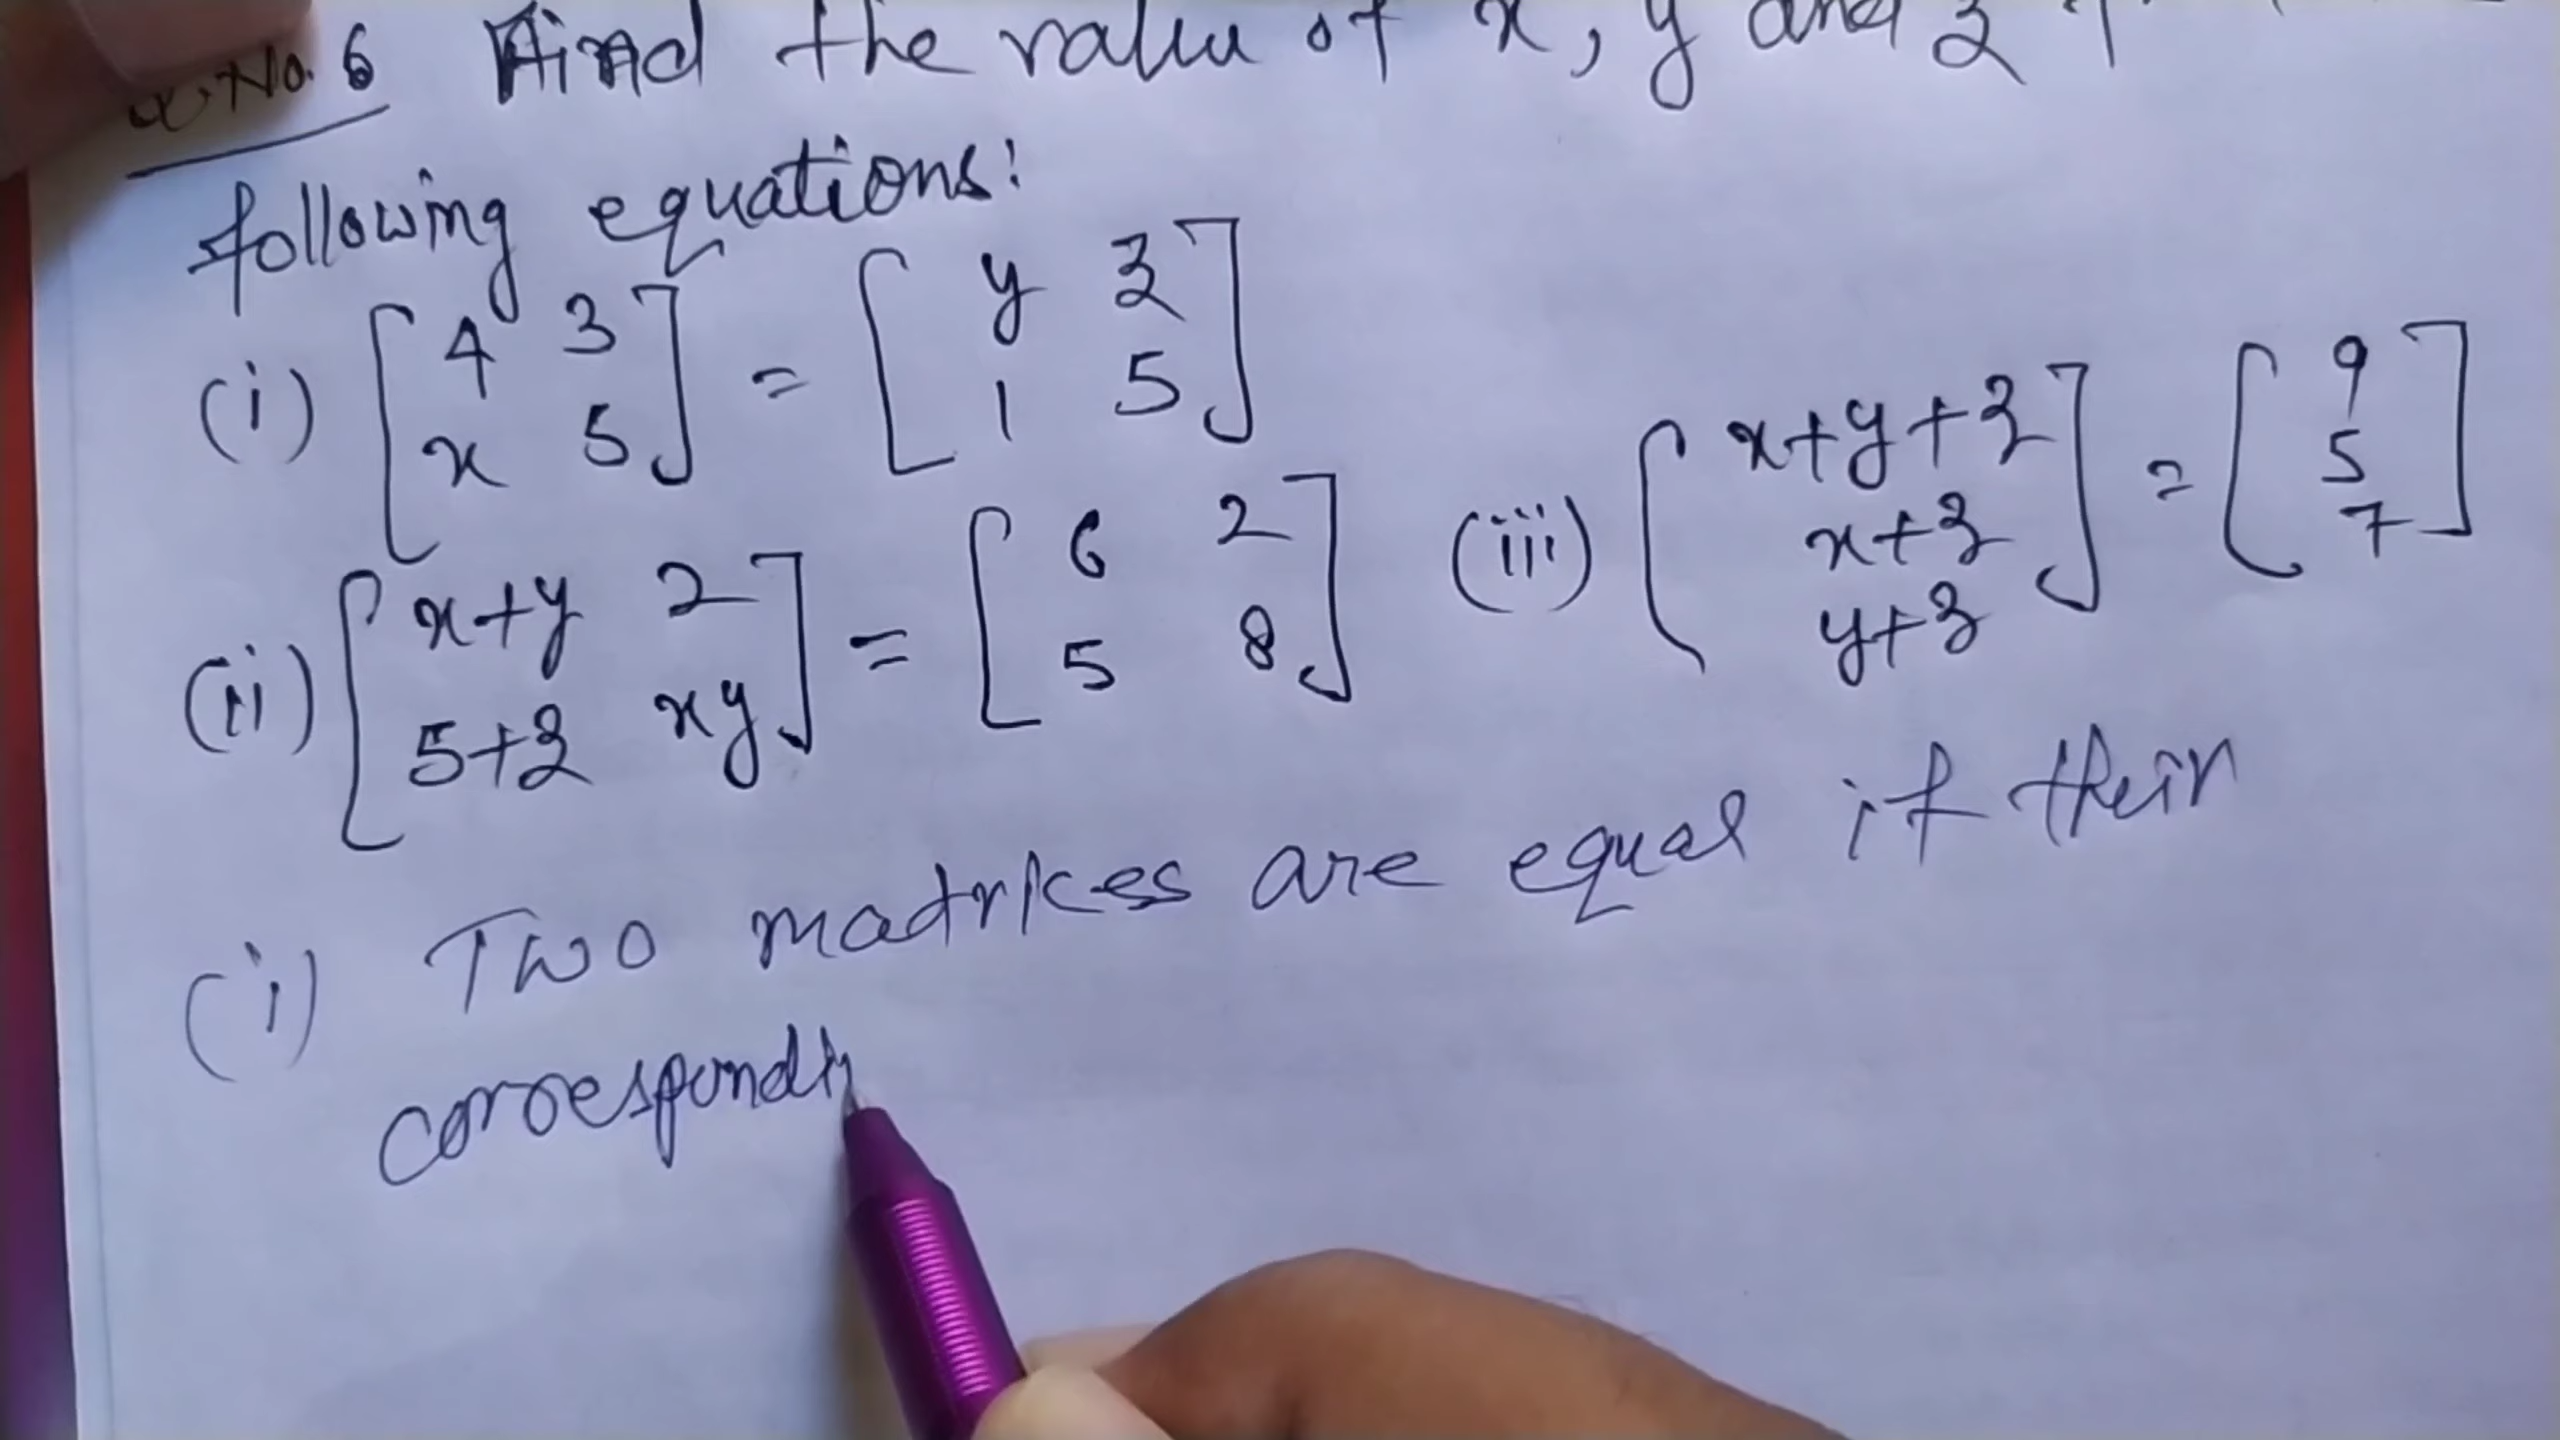 Q.No. 6 Find the value of x, y and z
following equations:
(i) [4 3 x 5] = [y z 1 5]
(ii) [x+y 2 5+z xy] = [6 2 5 8]
(iii) [x+y+z x+z y+z] = [9 5 7]
(i) Two matrices are equal if their
correspondin